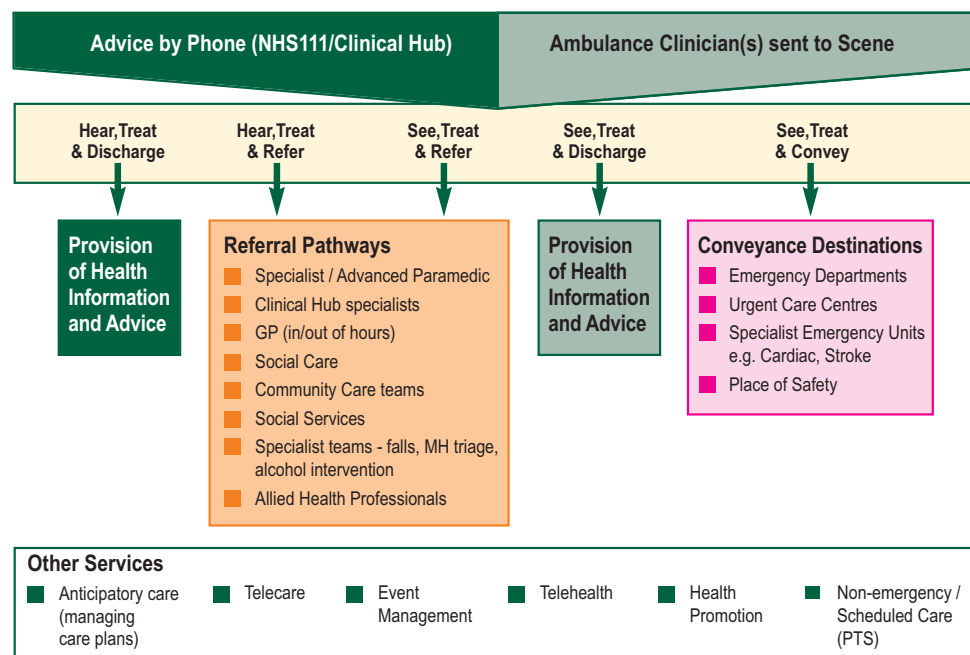 Advice by Phone (NHS111/Clinical Hub)
Ambulance Clinician(s) sent to Scene
Hear,Treat
& Discharge
Hear,Treat
& Refer
See,Treat
& Refer
See,Treat
& Discharge
See,Treat
& Convey
Provision
of Health
Information
and Advice
Referral Pathways
Specialist / Advanced Paramedic
Clinical Hub specialists
GP (in/out of hours)
Social Care
Community Care teams
Social Services
Specialist teams - falls, MH triage,
alcohol intervention
Allied Health Professionals
Provision
of Health
Information
and Advice
Conveyance Destinations
Emergency Departments
Urgent Care Centres
Specialist Emergency Units
e.g. Cardiac, Stroke
Place of Safety
Other Services
Anticipatory care
(managing
care plans)
Telecare
Event
Management
Telehealth
Health
Promotion
Non-emergency /
Scheduled Care
(PTS)